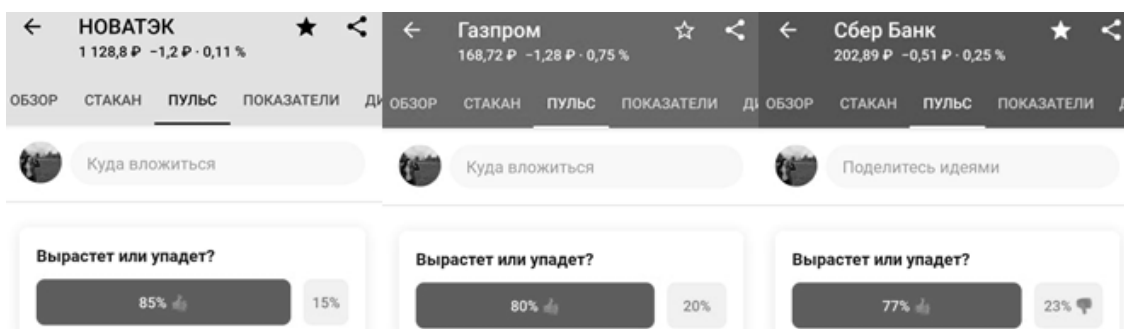 НОВАТЭК
1 128,8 ₽ −1,2 ₽ · 0,11 %
ОБЗОР СТАКАН ПУЛЬС ПОКАЗАТЕЛИ ДИ
Куда вложиться
Вырастет или упадет?
85% 👍 15%
Газпром
168,72 ₽ −1,28 ₽ · 0,75 %
ОБЗОР СТАКАН ПУЛЬС ПОКАЗАТЕЛИ ДИ
Куда вложиться
Вырастет или упадет?
80% 👍 20%
Сбер Банк
202,89 ₽ −0,51 ₽ · 0,25 %
ОБЗОР СТАКАН ПУЛЬС ПОКАЗАТЕЛИ
Поделитесь идеями
Вырастет или упадет?
77% 👍 23% 👎